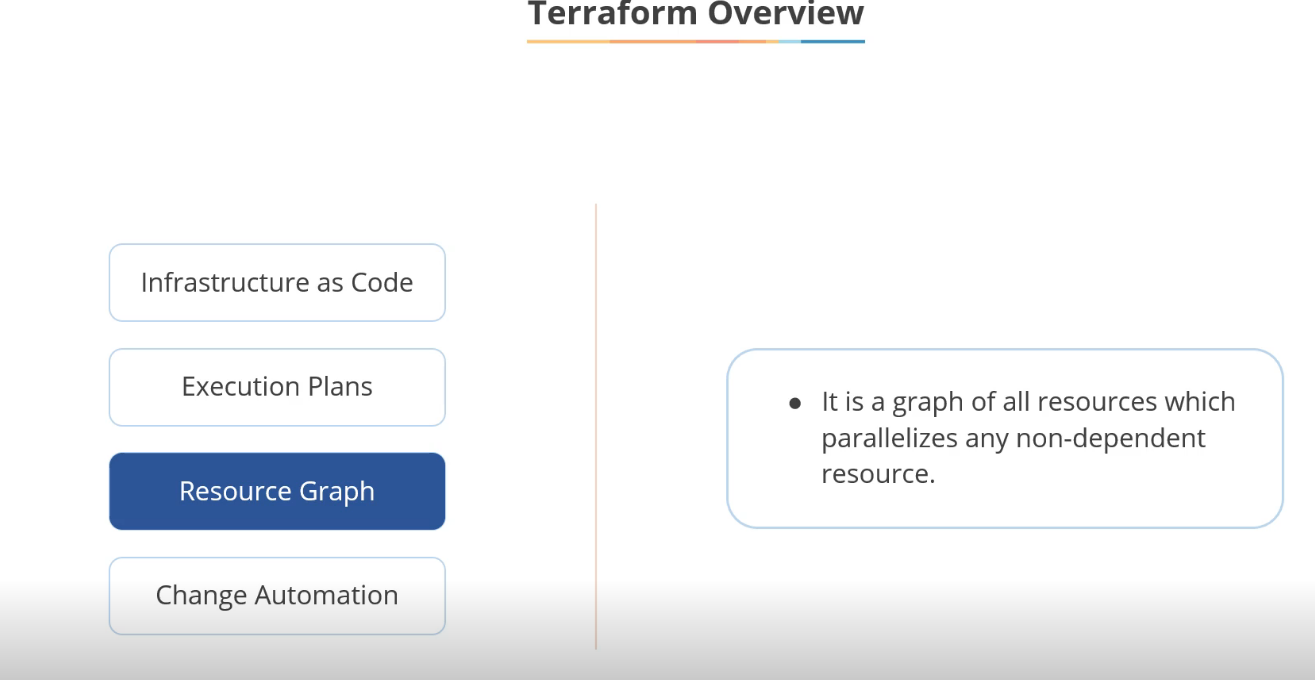 Terraform Overview
Infrastructure as Code
Execution Plans
Resource Graph
Change Automation
● It is a graph of all resources which
parallelizes any non-dependent
resource.